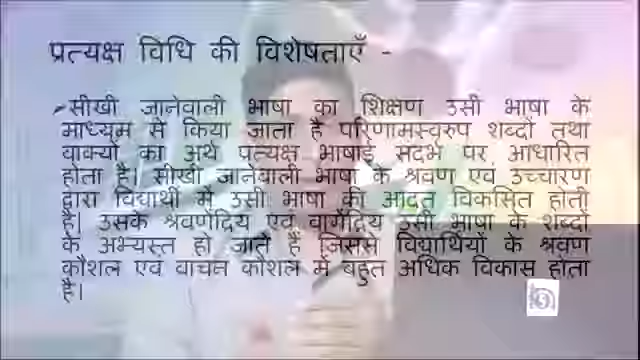 प्रत्यक्ष विधि की विशेषताएँ -
सीखी जानेवाली भाषा का शिक्षण उसी भाषा के
माध्यम से किया जाता है परिणामस्वरुप शब्दों तथा
वाक्यों का अर्थ प्रत्यक्ष भाषाई संदर्भ पर आधारित
होता है। सीखी जानेवाली भाषा के श्रवण एवं उच्चारण
द्वारा विद्यार्थी में उसी भाषा की आदत विकसित होती
है। उसके श्रवणेंद्रिय एवं वागेंद्रिय उसी भाषा के शब्दों
के अभ्यस्त हो जाते हैं जिससे विद्यार्थियों के श्रवण
कौशल एवं वाचन कौशल में बहुत अधिक विकास होता
है।